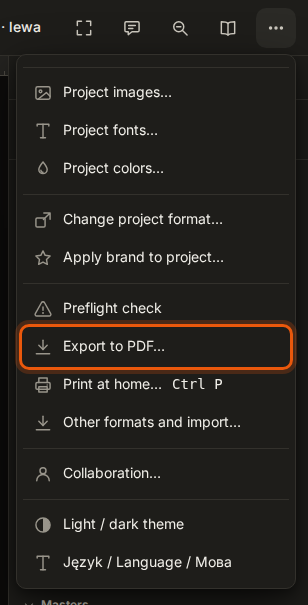 · Iewa
Project images...
Project fonts...
Project colors...
Change project format...
Apply brand to project...
Preflight check
Export to PDF...
Print at home... Ctrl P
Other formats and import...
Collaboration...
Light / dark theme
Język / Language / Мова
Masters